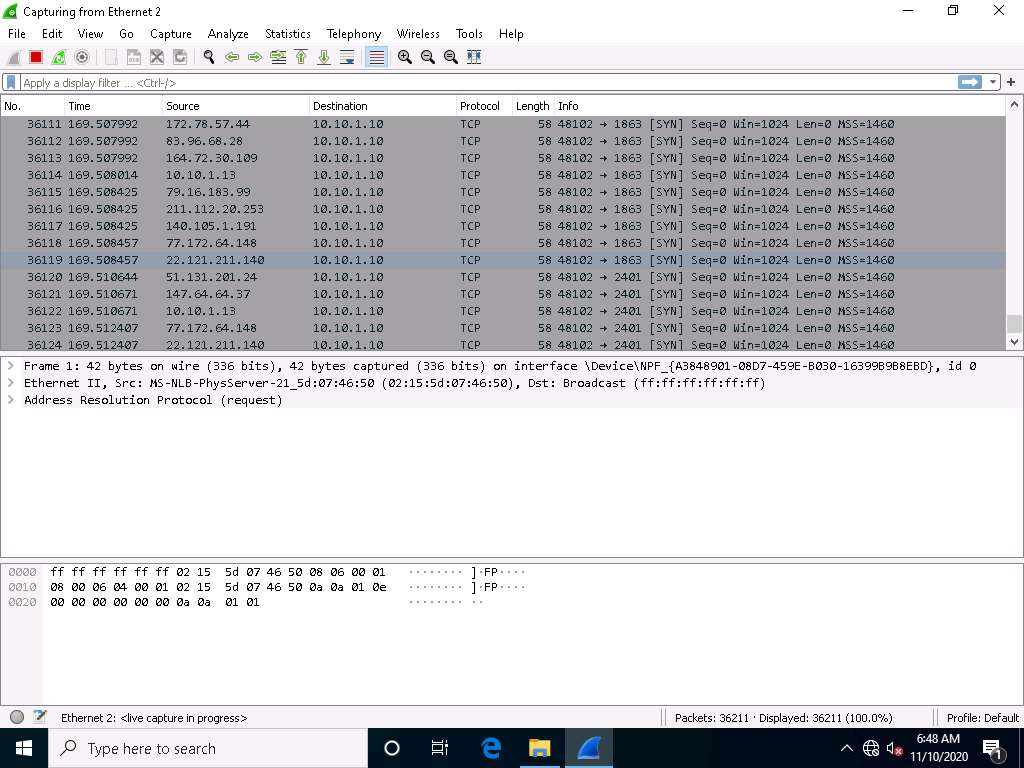 Capturing from Ethernet 2
File Edit View Go Capture Analyze Statistics Telephony Wireless Tools Help
Apply a display filter ... <Ctrl-/>
No. Time Source Destination Protocol Length Info
36111 169.507992 172.78.57.44 10.10.1.10 TCP 58 48102 → 1863 [SYN] Seq=0 Win=1024 Len=0 MSS=1460
36112 169.507992 83.96.68.28 10.10.1.10 TCP 58 48102 → 1863 [SYN] Seq=0 Win=1024 Len=0 MSS=1460
36113 169.507992 164.72.30.109 10.10.1.10 TCP 58 48102 → 1863 [SYN] Seq=0 Win=1024 Len=0 MSS=1460
36114 169.508014 10.10.1.13 10.10.1.10 TCP 58 48102 → 1863 [SYN] Seq=0 Win=1024 Len=0 MSS=1460
36115 169.508425 79.16.183.99 10.10.1.10 TCP 58 48102 → 1863 [SYN] Seq=0 Win=1024 Len=0 MSS=1460
36116 169.508425 211.112.20.253 10.10.1.10 TCP 58 48102 → 1863 [SYN] Seq=0 Win=1024 Len=0 MSS=1460
36117 169.508425 140.105.1.191 10.10.1.10 TCP 58 48102 → 1863 [SYN] Seq=0 Win=1024 Len=0 MSS=1460
36118 169.508457 77.172.64.148 10.10.1.10 TCP 58 48102 → 1863 [SYN] Seq=0 Win=1024 Len=0 MSS=1460
36119 169.508457 22.121.211.140 10.10.1.10 TCP 58 48102 → 1863 [SYN] Seq=0 Win=1024 Len=0 MSS=1460
36120 169.510644 51.131.201.24 10.10.1.10 TCP 58 48102 → 2401 [SYN] Seq=0 Win=1024 Len=0 MSS=1460
36121 169.510671 147.64.64.37 10.10.1.10 TCP 58 48102 → 2401 [SYN] Seq=0 Win=1024 Len=0 MSS=1460
36122 169.510671 10.10.1.13 10.10.1.10 TCP 58 48102 → 2401 [SYN] Seq=0 Win=1024 Len=0 MSS=1460
36123 169.512407 77.172.64.148 10.10.1.10 TCP 58 48102 → 2401 [SYN] Seq=0 Win=1024 Len=0 MSS=1460
36124 169.512407 22.121.211.140 10.10.1.10 TCP 58 48102 → 2401 [SYN] Seq=0 Win=1024 Len=0 MSS=1460
Frame 1: 42 bytes on wire (336 bits), 42 bytes captured (336 bits) on interface \Device\NPF_{A3848901-08D7-459E-B030-16399B9B8EBD}, id 0
Ethernet II, Src: MS-NLB-PhysServer-21_5d:07:46:50 (02:15:5d:07:46:50), Dst: Broadcast (ff:ff:ff:ff:ff:ff)
Address Resolution Protocol (request)
0000 ff ff ff ff ff ff 02 15 5d 07 46 50 08 06 00 01 ········ ]·FP····
0010 08 00 06 04 00 01 02 15 5d 07 46 50 0a 0a 01 0e ········ ]·FP····
0020 00 00 00 00 00 00 0a 0a 01 01 ········ ··
Ethernet 2: <live capture in progress> Packets: 36211 · Displayed: 36211 (100.0%) Profile: Default
Type here to search
6:48 AM
11/10/2020
1